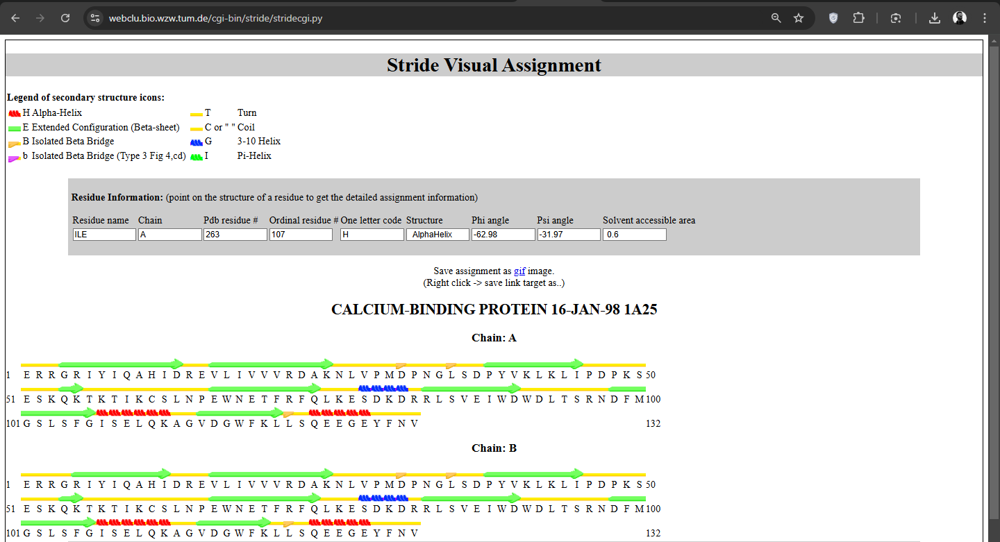 webclu.bio.wzw.tum.de/cgi-bin/stride/stridecgi.py
Stride Visual Assignment
Legend of secondary structure icons:
H Alpha-Helix T Turn
E Extended Configuration (Beta-sheet) C or " " Coil
B Isolated Beta Bridge G 3-10 Helix
b Isolated Beta Bridge (Type 3 Fig 4,cd) I Pi-Helix
Residue Information: (point on the structure of a residue to get the detailed assignment information)
Residue name Chain Pdb residue # Ordinal residue # One letter code Structure Phi angle Psi angle Solvent accessible area
ILE A 263 107 H AlphaHelix -62.98 -31.97 0.6
Save assignment as gif image.
(Right click -> save link target as..)
CALCIUM-BINDING PROTEIN 16-JAN-98 1A25
Chain: A
1 E R R G R I Y I Q A H I D R E V L I V V V R D A K N L V P M D P N G L S D P Y V K L K L I P D P K S 50
51 E S K Q K T K T I K C S L N P E W N E T F R F Q L K E S D K D R R L S V E I W D W D L T S R N D F M 100
101 G S L S F G I S E L Q K A G V D G W F K L L S Q E E G E Y F N V 132
Chain: B
1 E R R G R I Y I Q A H I D R E V L I V V V R D A K N L V P M D P N G L S D P Y V K L K L I P D P K S 50
51 E S K Q K T K T I K C S L N P E W N E T F R F Q L K E S D K D R R L S V E I W D W D L T S R N D F M 100
101 G S L S F G I S E L Q K A G V D G W F K L L S Q E E G E Y F N V 132